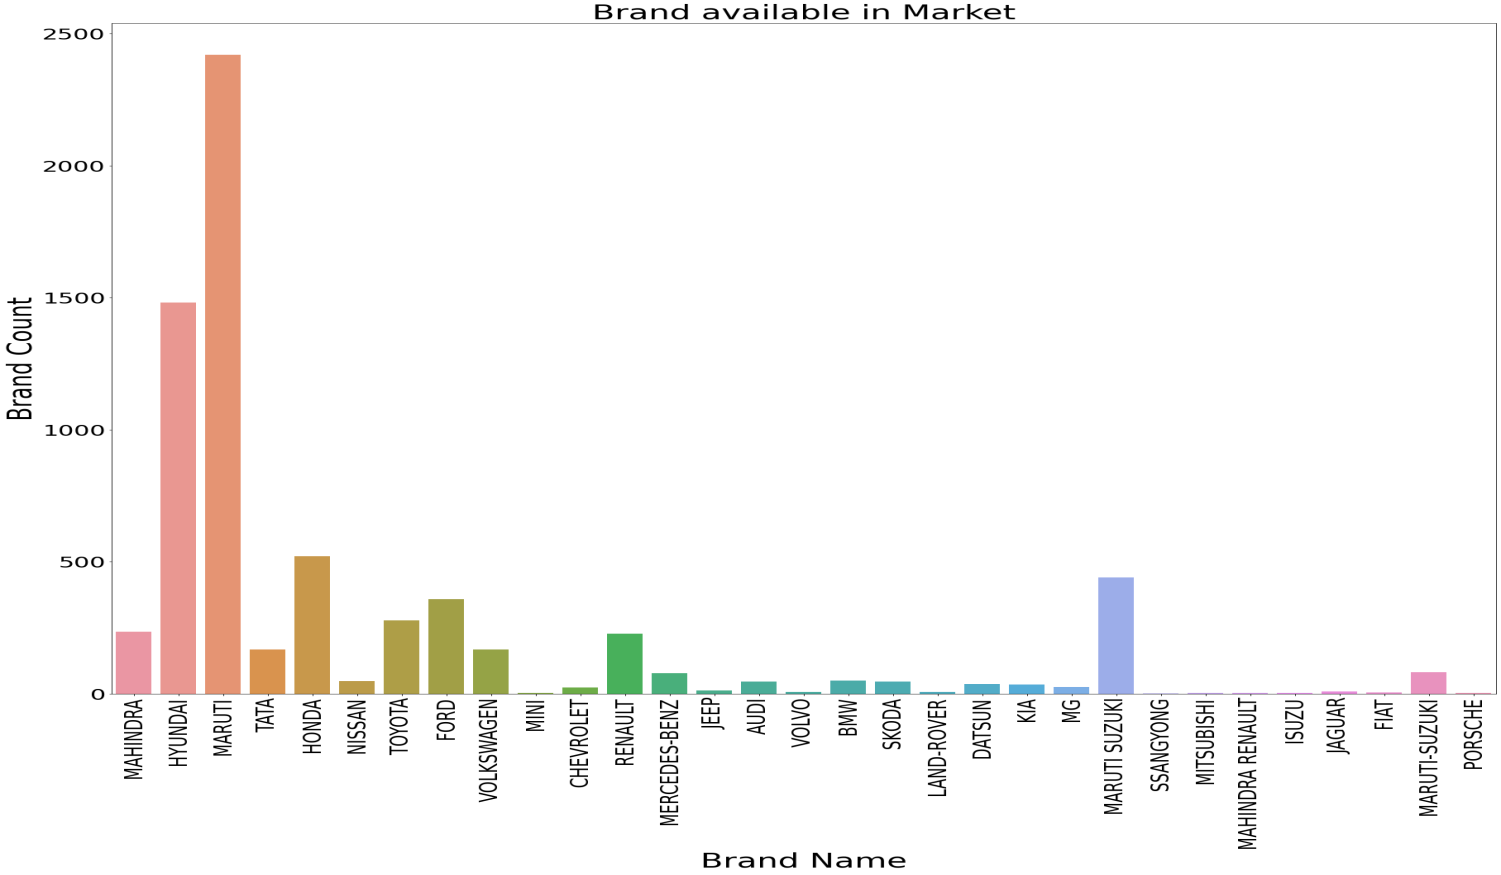 Brand available in Market
2500
2000
1500
1000
500
0
Brand Count
MAHINDRA
HYUNDAI
MARUTI
TATA
HONDA
NISSAN
TOYOTA
FORD
VOLKSWAGEN
MINI
CHEVROLET
RENAULT
MERCEDES-BENZ
JEEP
AUDI
VOLVO
BMW
SKODA
LAND-ROVER
DATSUN
KIA
MG
MARUTI SUZUKI
SSANGYONG
MITSUBISHI
MAHINDRA RENAULT
ISUZU
JAGUAR
FIAT
MARUTI-SUZUKI
PORSCHE
Brand Name